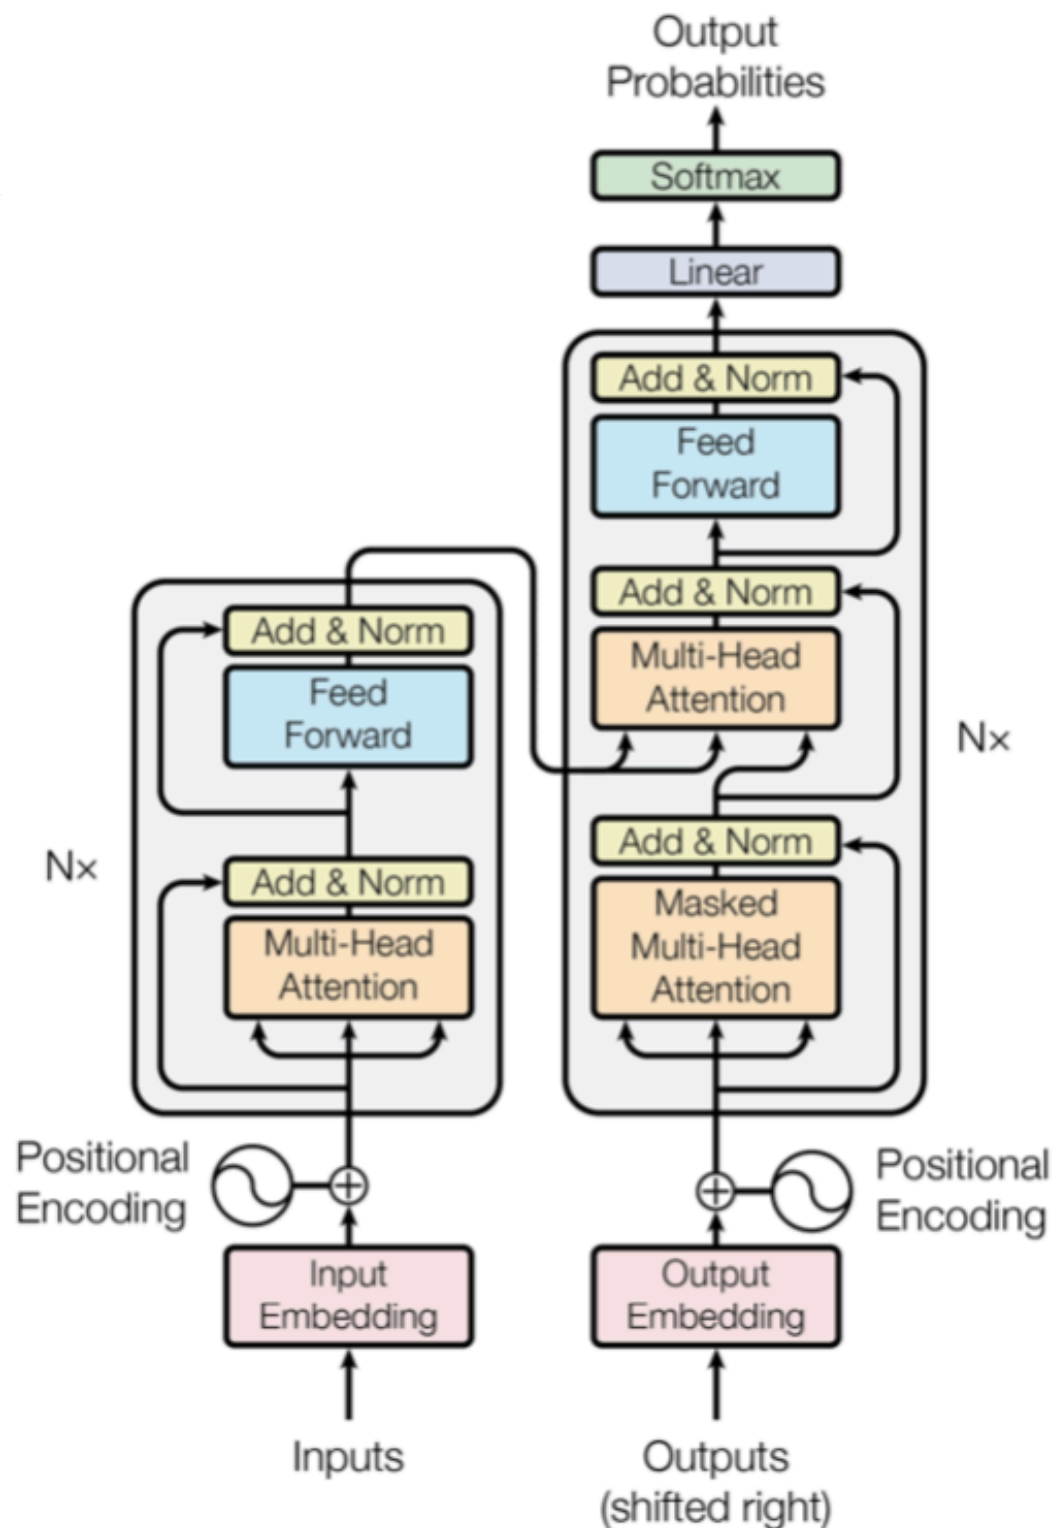 Output
Probabilities
Softmax
Linear
Add & Norm
Feed
Forward
Add & Norm
Multi-Head
Attention
Nx
Add & Norm
Masked
Multi-Head
Attention
Add & Norm
Feed
Forward
Nx
Add & Norm
Multi-Head
Attention
Positional
Encoding
Positional
Encoding
Input
Embedding
Output
Embedding
Inputs
Outputs
(shifted right)